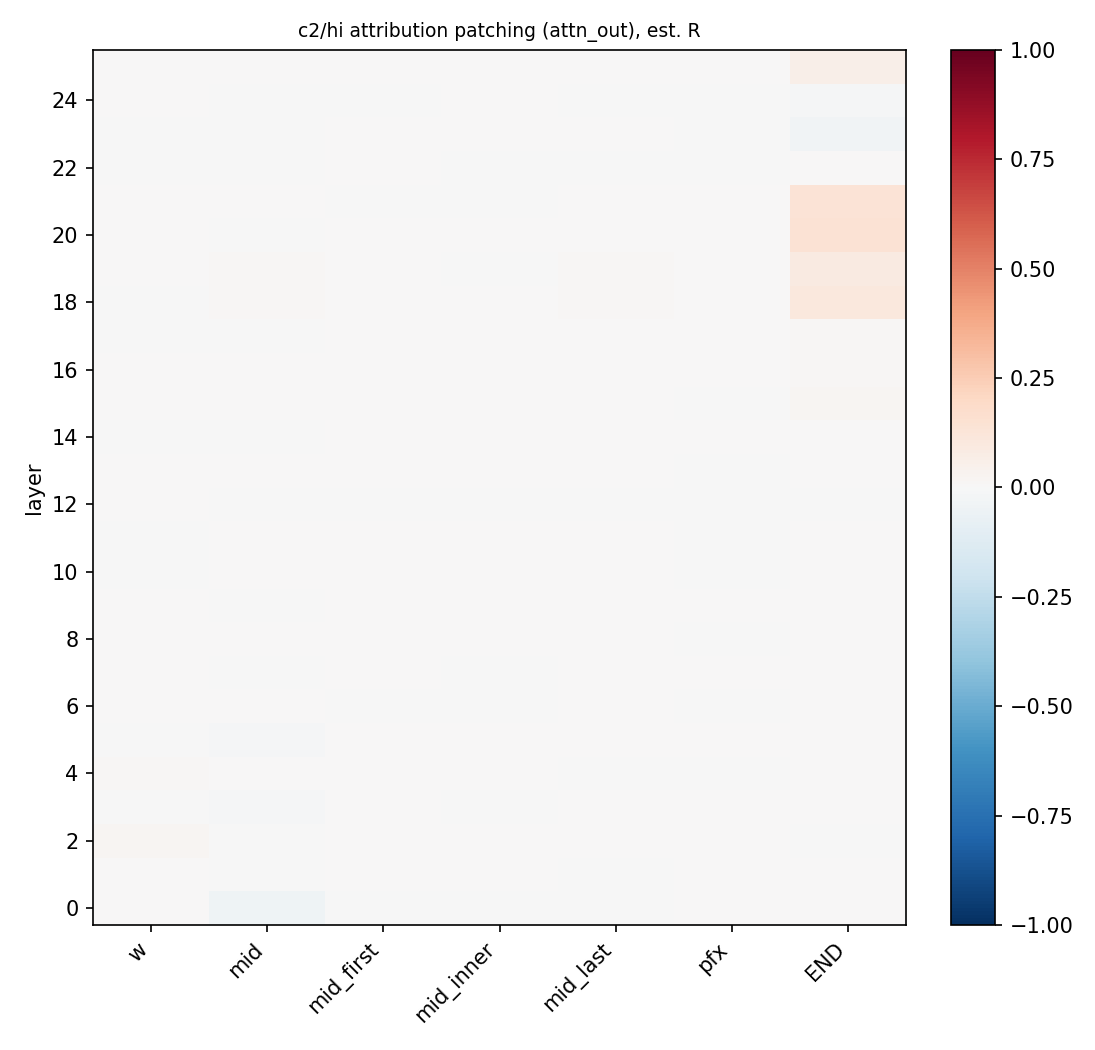 c2/hi attribution patching (attn_out), est. R
layer
24
22
20
18
16
14
12
10
8
6
4
2
0
w
mid
mid_first
mid_inner
mid_last
pfx
END
1.00
0.75
0.50
0.25
0.00
−0.25
−0.50
−0.75
−1.00